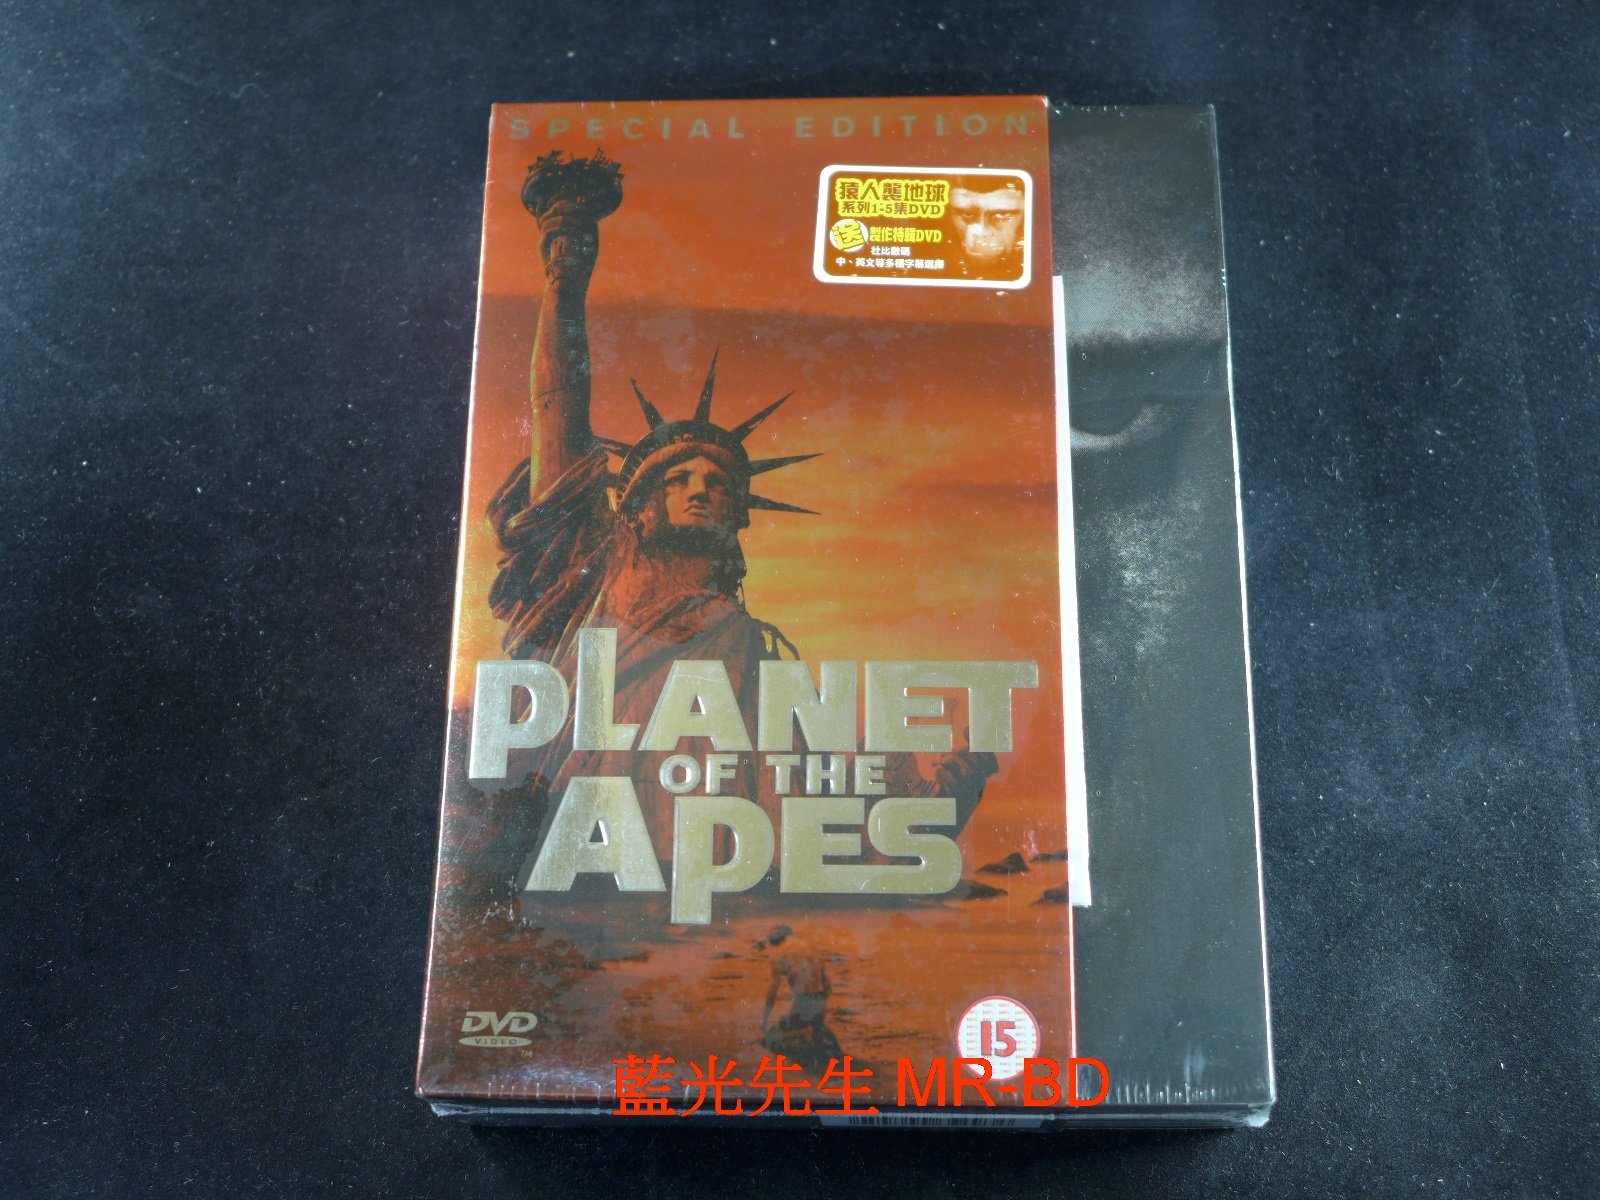 SPECIAL EDITION
猿人襲地球
系列1-5集DVD
送 製作特輯DVD
杜比數碼
中、英文等多種字幕選擇
PLANET
OF THE
APES
DVD
VIDEO
TM
15
藍光先生 MR-BD